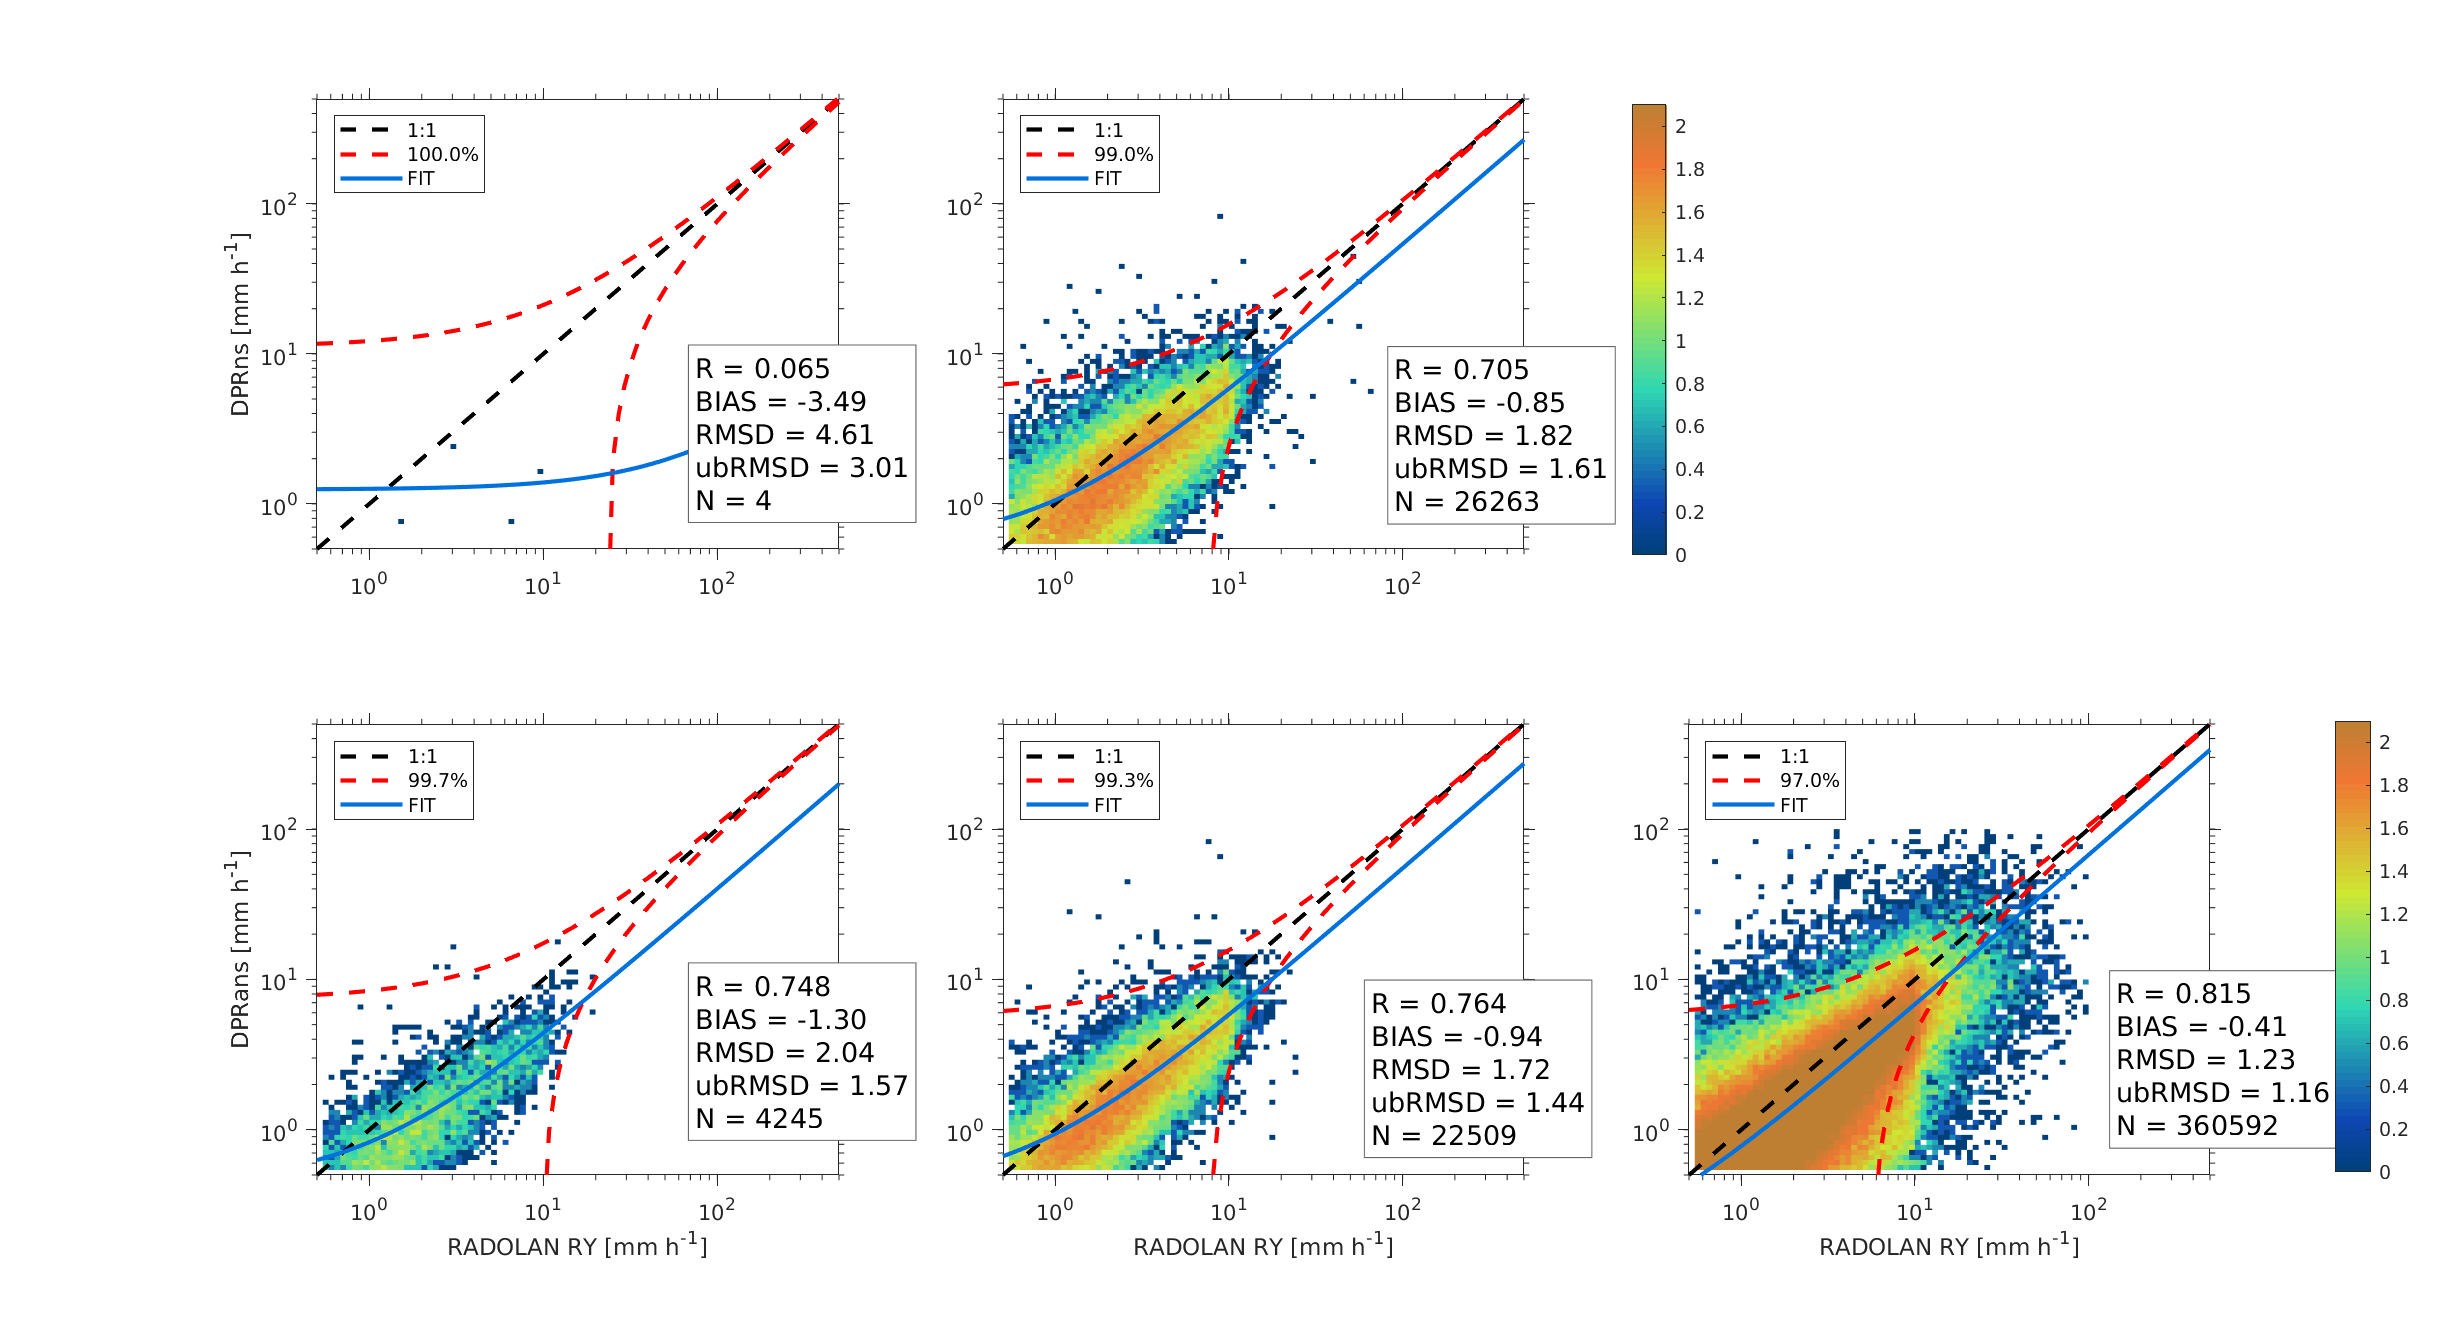 1:1
100.0%
FIT
10^2
10^1
10^0
DPRns [mm h^-1]
R = 0.065
BIAS = -3.49
RMSD = 4.61
ubRMSD = 3.01
N = 4
10^0 10^1 10^2
1:1
99.0%
FIT
10^2
10^1
10^0
R = 0.705
BIAS = -0.85
RMSD = 1.82
ubRMSD = 1.61
N = 26263
10^0 10^1 10^2
2
1.8
1.6
1.4
1.2
1
0.8
0.6
0.4
0.2
0
1:1
99.7%
FIT
10^2
10^1
10^0
DPRans [mm h^-1]
R = 0.748
BIAS = -1.30
RMSD = 2.04
ubRMSD = 1.57
N = 4245
10^0 10^1 10^2
RADOLAN RY [mm h^-1]
1:1
99.3%
FIT
10^2
10^1
10^0
R = 0.764
BIAS = -0.94
RMSD = 1.72
ubRMSD = 1.44
N = 22509
10^0 10^1 10^2
RADOLAN RY [mm h^-1]
1:1
97.0%
FIT
10^2
10^1
10^0
R = 0.815
BIAS = -0.41
RMSD = 1.23
ubRMSD = 1.16
N = 360592
10^0 10^1 10^2
RADOLAN RY [mm h^-1]
2
1.8
1.6
1.4
1.2
1
0.8
0.6
0.4
0.2
0